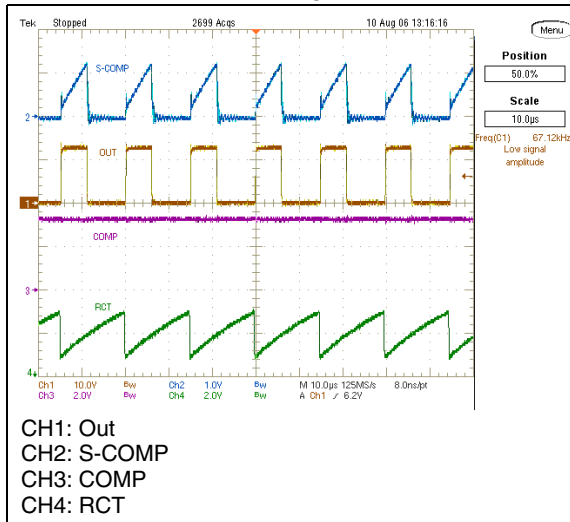 Tek Stopped 2699 Acqs 10 Aug 06 13:16:16
Menu
Position
50.0%
Scale
10.0µs
Freq(C1) 67.12kHz
Low signal
amplitude
S-COMP
2
OUT
1
COMP
3
RCT
4
Ch1 10.0V Bw Ch2 1.0V Bw M 10.0µs 125MS/s 8.0ns/pt
Ch3 2.0V Bw Ch4 2.0V Bw A Ch1 / 6.2V
CH1: Out
CH2: S-COMP
CH3: COMP
CH4: RCT